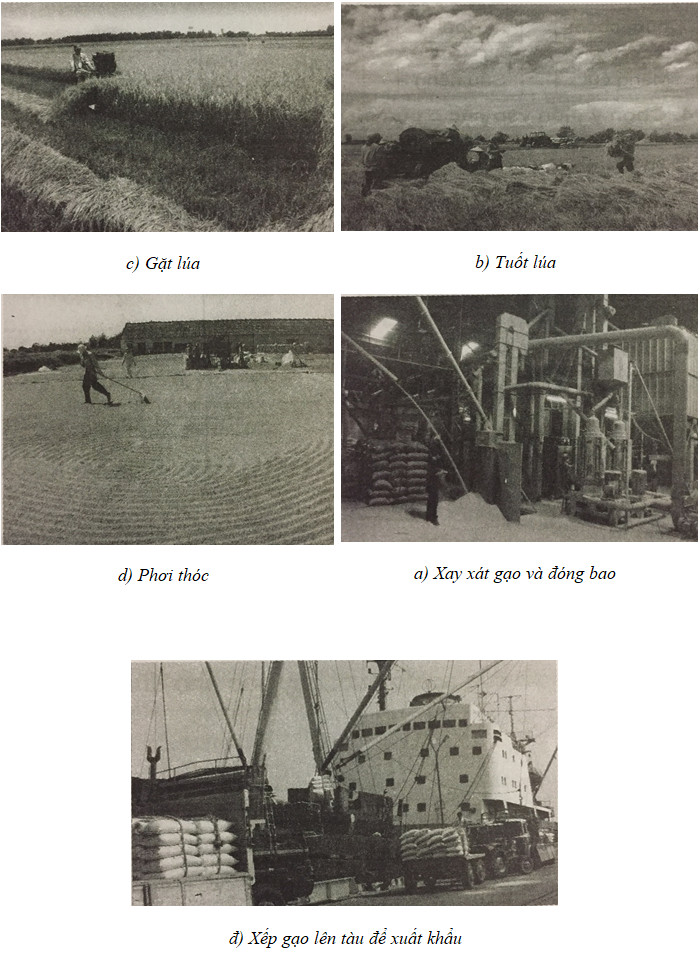 c) Gặt lúa
b) Tuốt lúa
d) Phơi thóc
a) Xay xát gạo và đóng bao
đ) Xếp gạo lên tàu để xuất khẩu